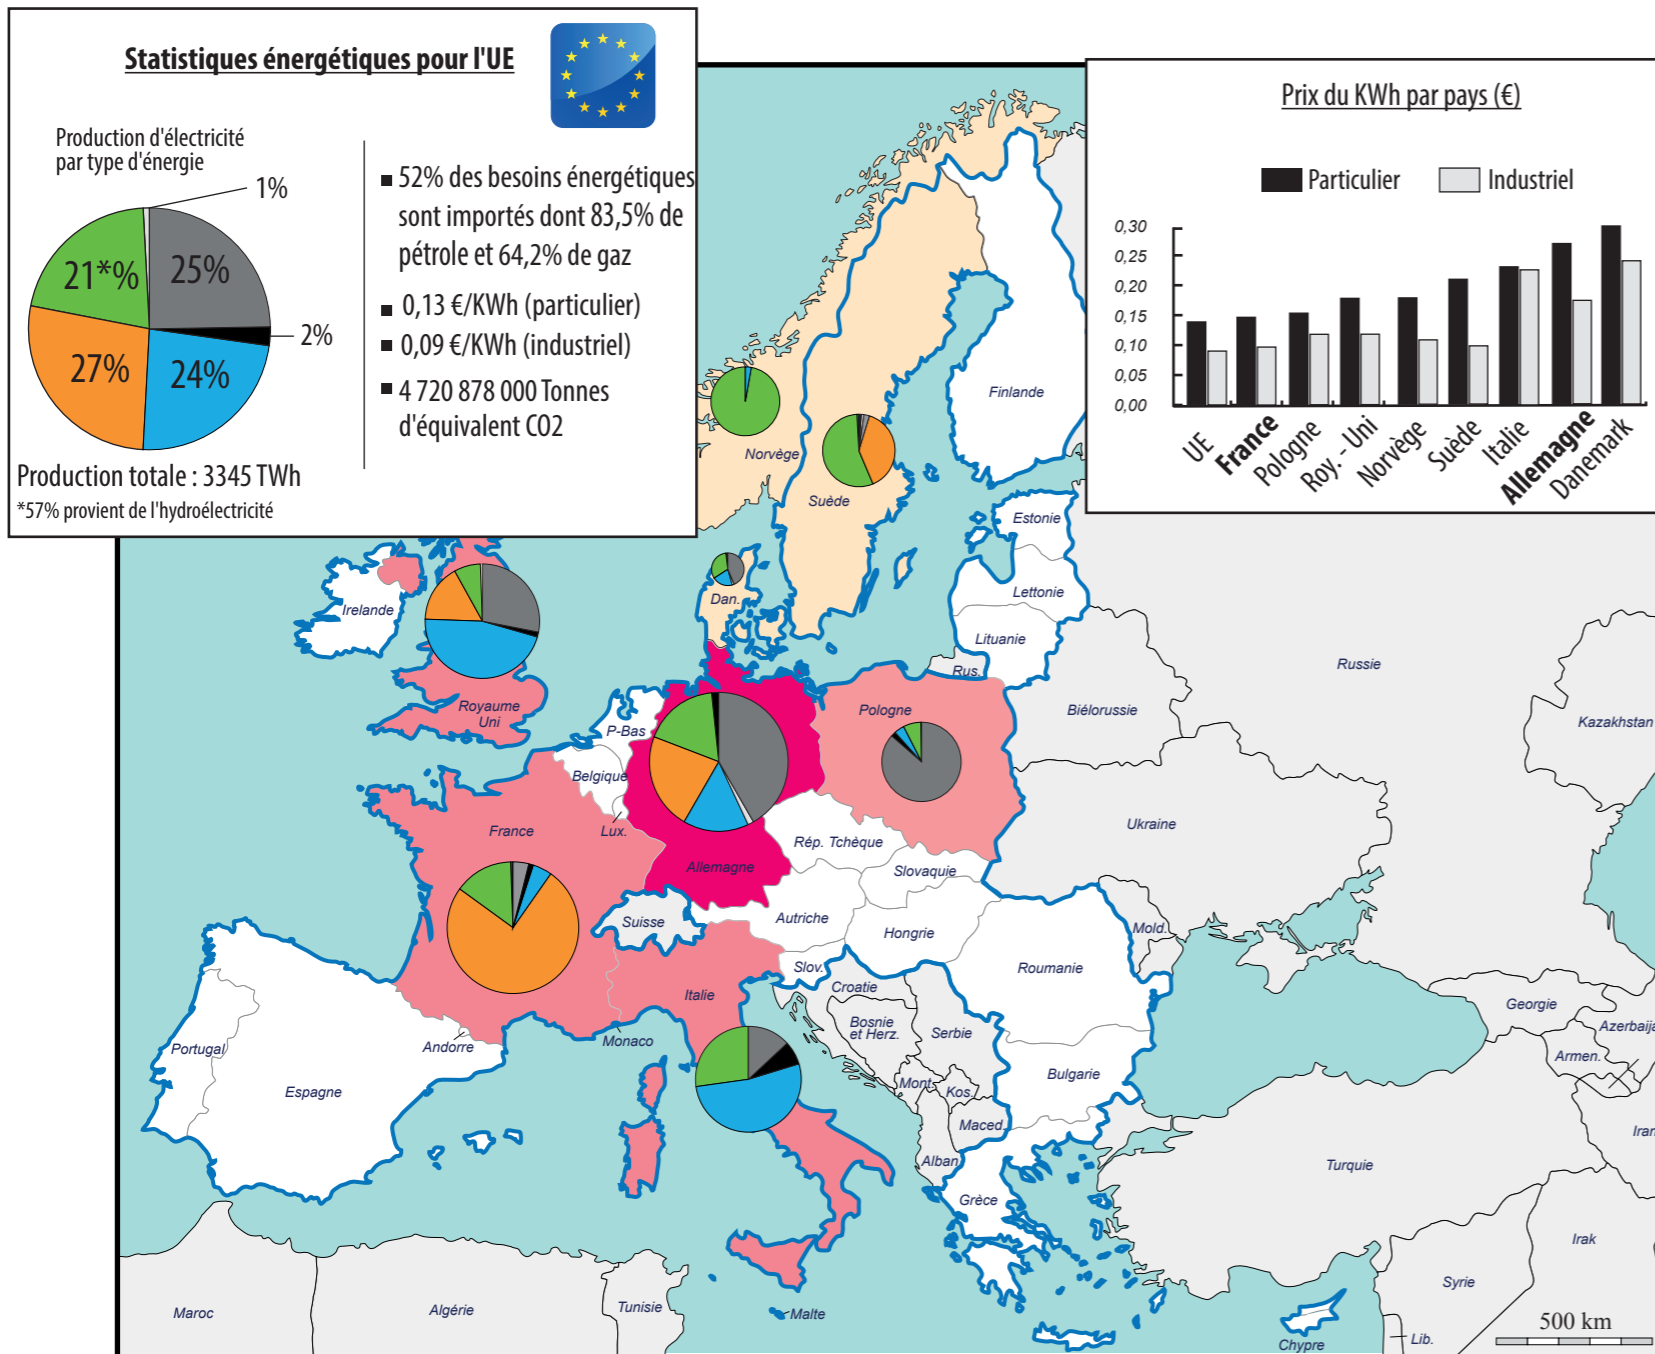 Statistiques énergétiques pour l'UE
Production d'électricité
par type d'énergie
1%
21*%
25%
2%
27%
24%
Production totale : 3345 TWh
*57% provient de l'hydroélectricité
52% des besoins énergétiques
sont importés dont 83,5% de
pétrole et 64,2% de gaz
0,13 €/KWh (particulier)
0,09 €/KWh (industriel)
4 720 878 000 Tonnes
d'équivalent CO2
Prix du KWh par pays (€)
Particulier
Industriel
0,30
0,25
0,20
0,15
0,10
0,05
0,00
UE
France
Pologne
Roy. - Uni
Norvège
Suède
Italie
Allemagne
Danemark
Finlande
Norvège
Suède
Estonie
Lettonie
Lituanie
Rus.
Dan.
Irlande
Royaume
Uni
P-Bas
Belgique
Lux.
Pologne
Biélorussie
Russie
Kazakhstan
France
Allemagne
Rép. Tchèque
Slovaquie
Ukraine
Suisse
Autriche
Hongrie
Mold.
Slov.
Roumanie
Italie
Croatie
Bosnie
et Herz.
Serbie
Georgie
Azerbaija
Armen.
Monaco
Andorre
Portugal
Espagne
Mont.
Kos.
Bulgarie
Maced.
Alban.
Grèce
Turquie
Iran
Irak
Syrie
Maroc
Algérie
Tunisie
Malte
Chypre
Lib.
500 km